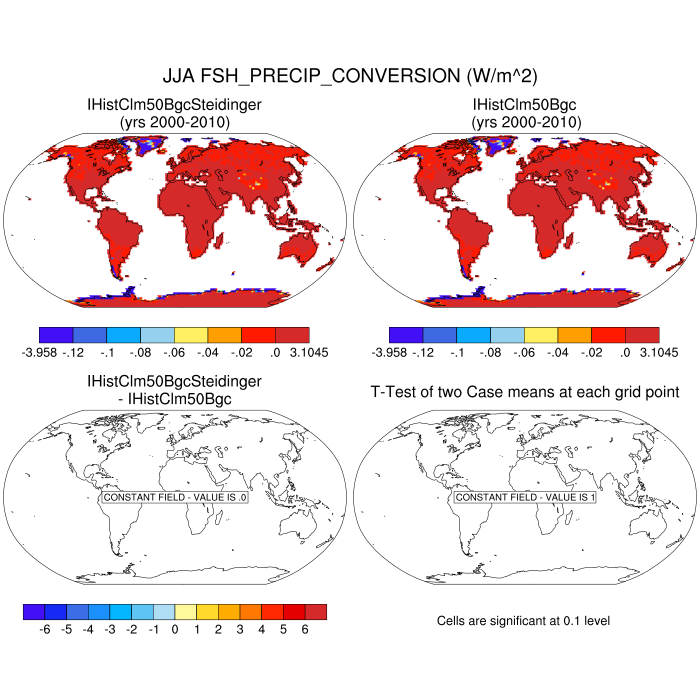 JJA FSH_PRECIP_CONVERSION (W/m^2)
IHistClm50BgcSteidinger
(yrs 2000-2010)
IHistClm50Bgc
(yrs 2000-2010)
-3.958 -.12 -.1 -.08 -.06 -.04 -.02 .0 3.1045
-3.958 -.12 -.1 -.08 -.06 -.04 -.02 .0 3.1045
IHistClm50BgcSteidinger
- IHistClm50Bgc
T-Test of two Case means at each grid point
CONSTANT FIELD - VALUE IS .0
CONSTANT FIELD - VALUE IS 1
-6 -5 -4 -3 -2 -1 0 1 2 3 4 5 6
Cells are significant at 0.1 level